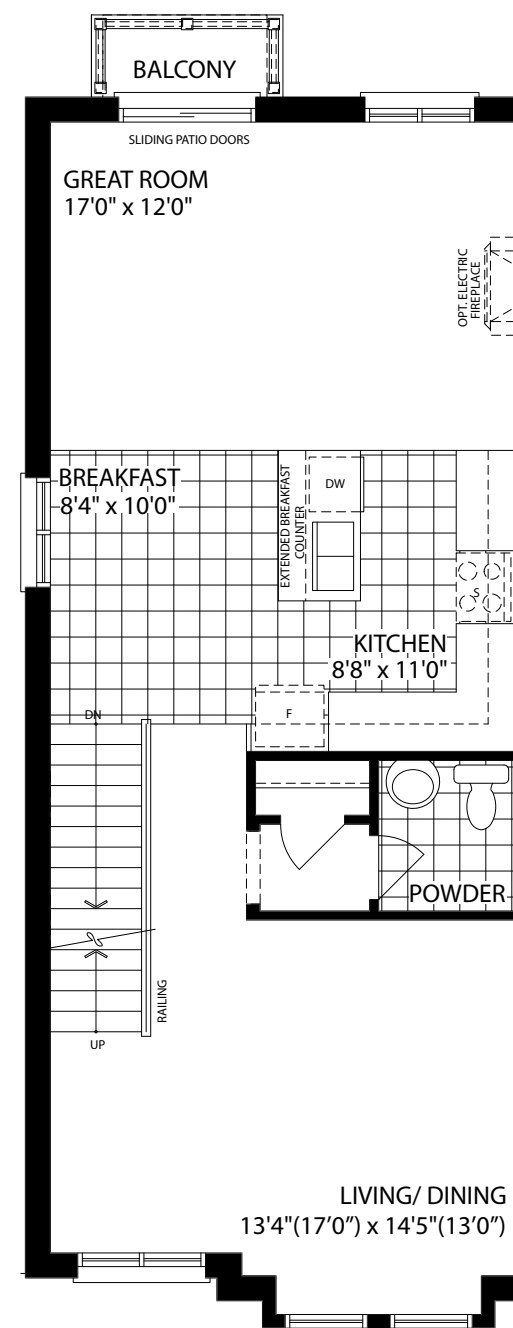 BALCONY
SLIDING PATIO DOORS
GREAT ROOM
17'0" x 12'0"
OPT. ELECTRIC
FIREPLACE
BREAKFAST
8'4" x 10'0"
EXTENDED BREAKFAST
COUNTER
DW
S
KITCHEN
8'8" x 11'0"
F
DN
POWDER
RAILING
UP
LIVING/ DINING
13'4"(17'0") x 14'5"(13'0")